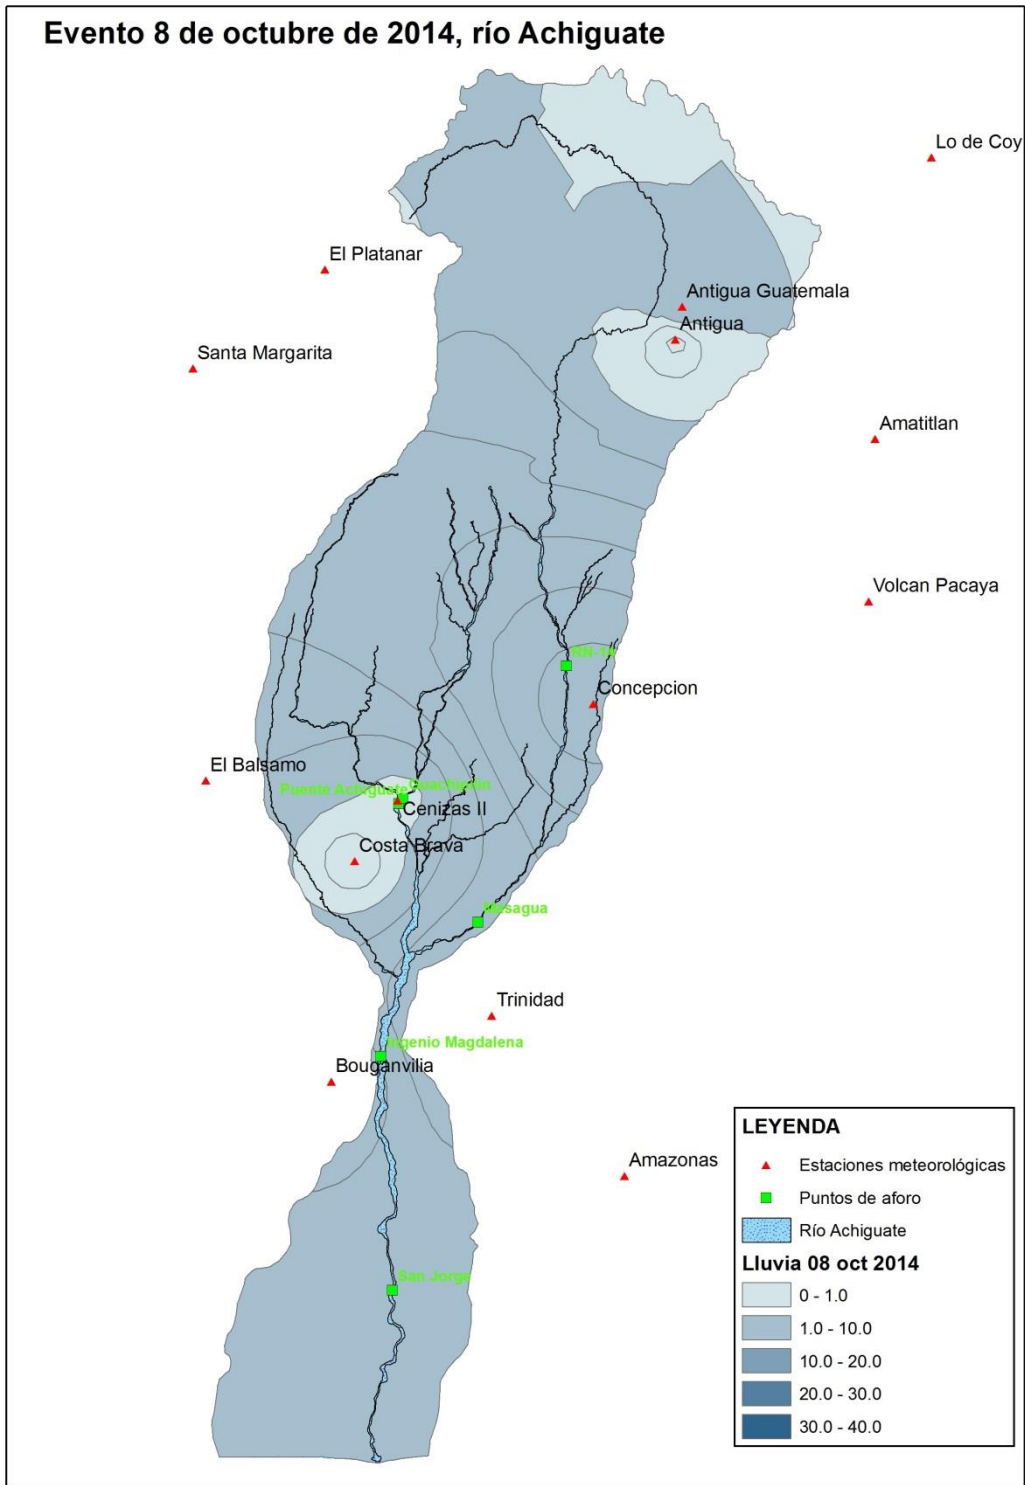 Evento 8 de octubre de 2014, río Achiguate
Lo de Coy
El Platanar
Antigua Guatemala
Antigua
Santa Margarita
Amatitlan
Volcan Pacaya
RN-14
Concepcion
El Balsamo
Puente Achiguate
Guachipilin
Cenizas II
Costa Brava
Masagua
Trinidad
Ingenio Magdalena
Bouganvilia
Amazonas
San Jorge
LEYENDA
Estaciones meteorológicas
Puntos de aforo
Río Achiguate
Lluvia 08 oct 2014
0 - 1.0
1.0 - 10.0
10.0 - 20.0
20.0 - 30.0
30.0 - 40.0